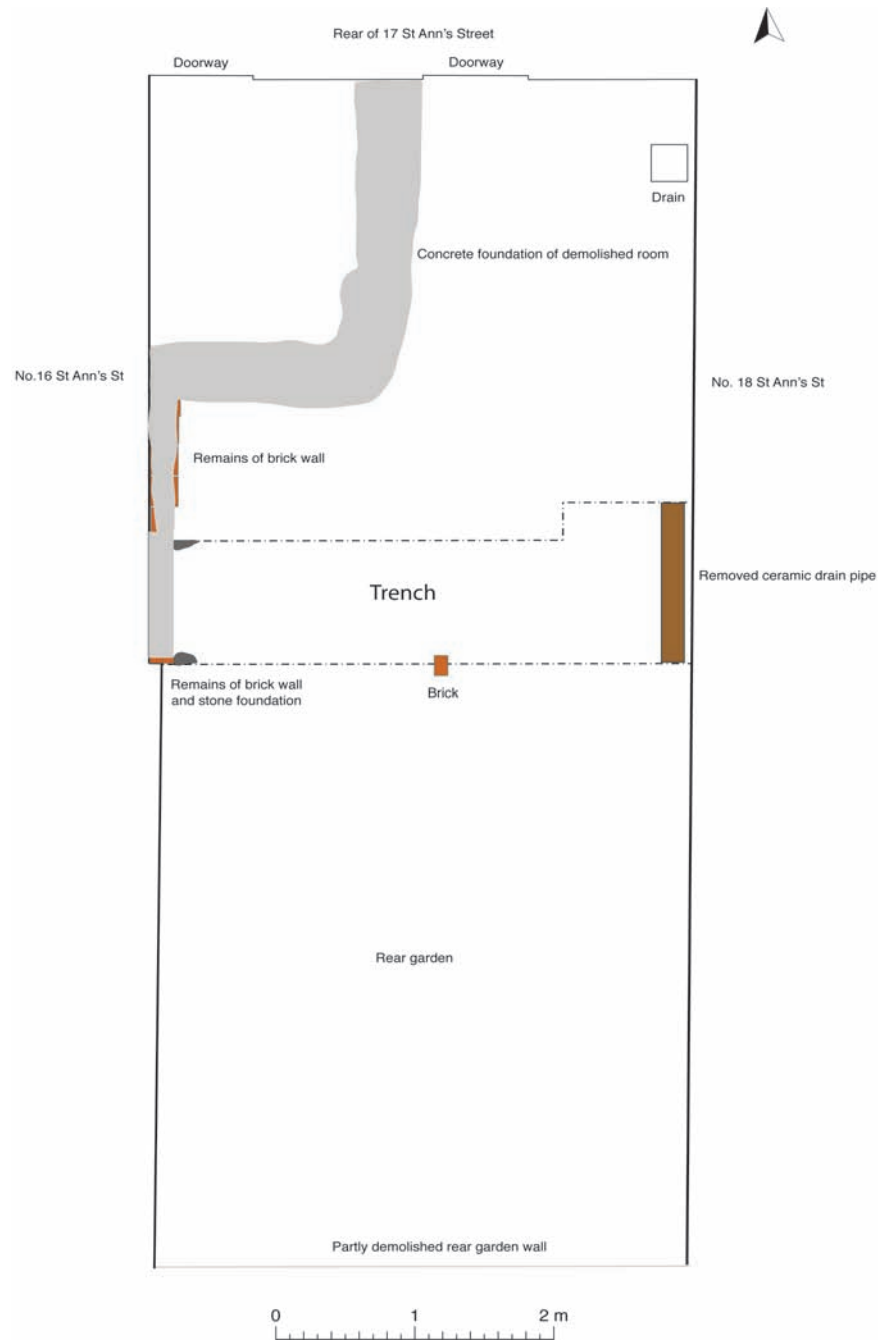 Rear of 17 St Ann's Street
Doorway
Doorway
Drain
Concrete foundation of demolished room
No.16 St Ann's St
No. 18 St Ann's St
Remains of brick wall
Removed ceramic drain pipe
Trench
Remains of brick wall
and stone foundation
Brick
Rear garden
Partly demolished rear garden wall
0 1 2 m